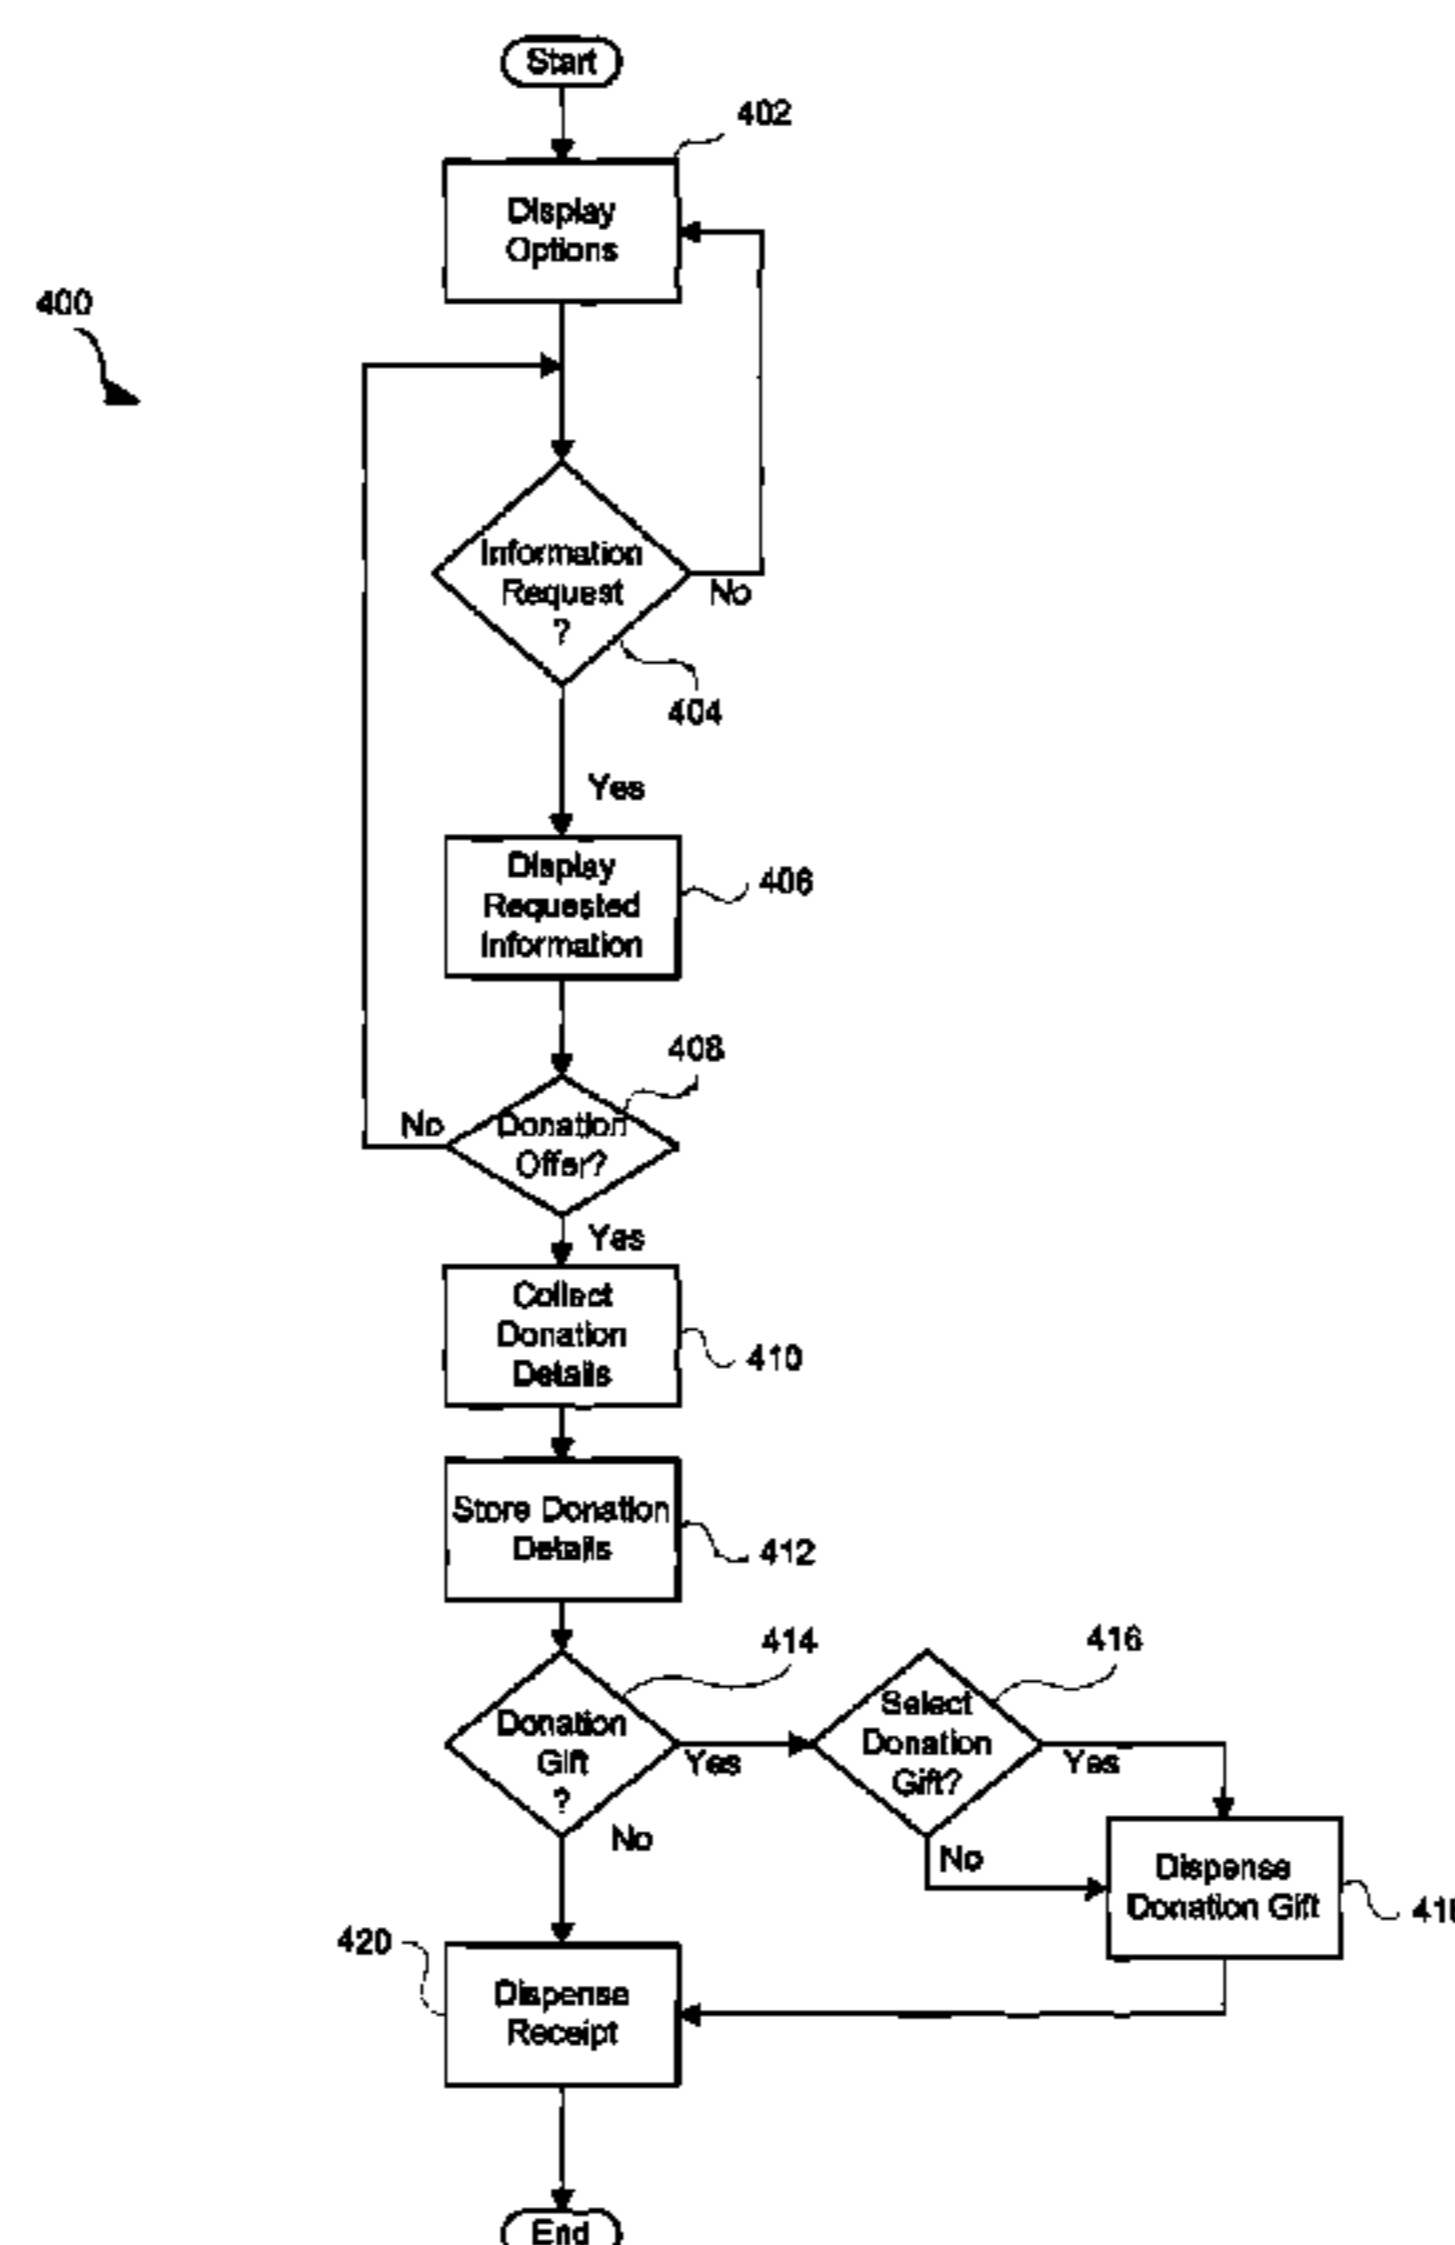 Start
402
Display
Options
400
Information
Request
?
No
404
Yes
Display
Requested
Information
406
408
No
Donation
Offer?
Yes
Collect
Donation
Details
410
Store Donation
Details
412
414
416
Donation
Gift
?
Yes
Select
Donation
Gift?
Yes
No
No
Dispense
Donation Gift
420
Dispense
Receipt
End